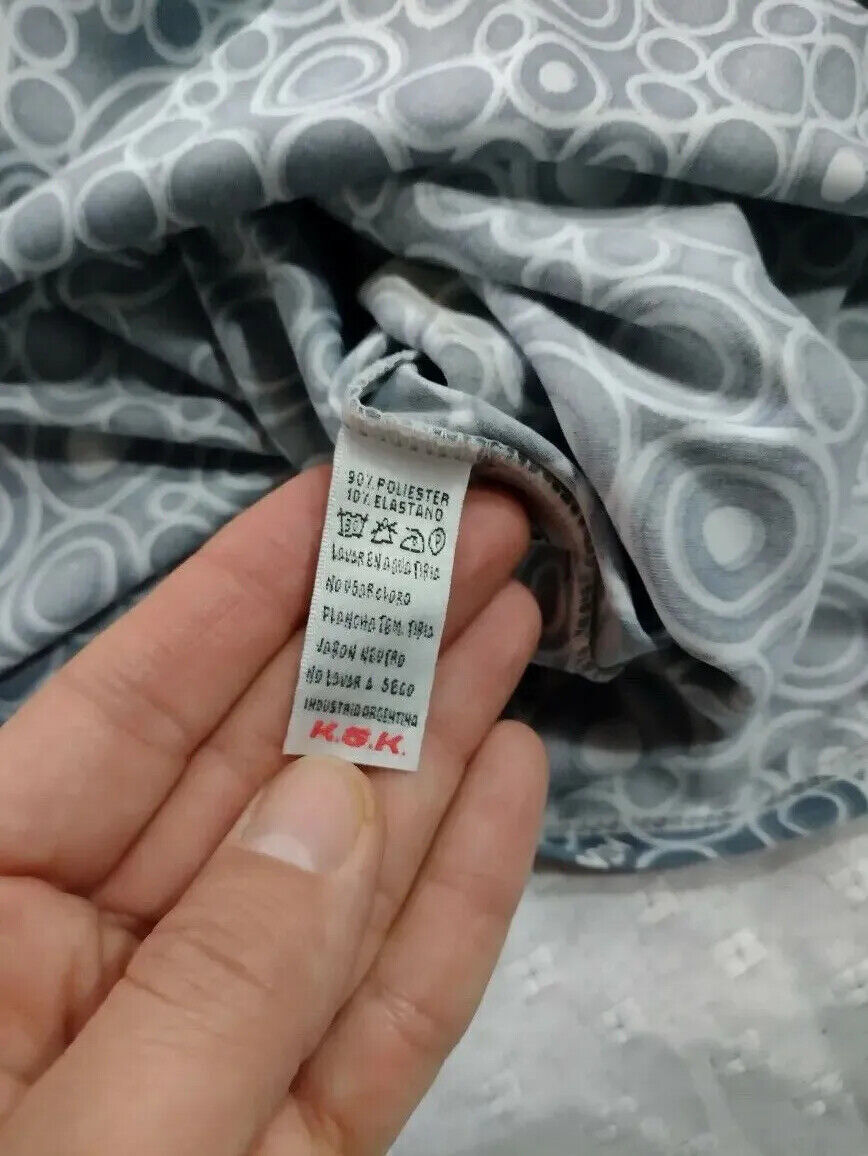 90% POLIESTER
10% ELASTANO
30 P
LAVAR EN AGUA TIBIA
NO USAR CLORO
PLANCHA TEM. TIBIA
JABON NEUTRO
NO LAVAR A SECO
INDUSTRIA ARGENTINA
K.S.K.